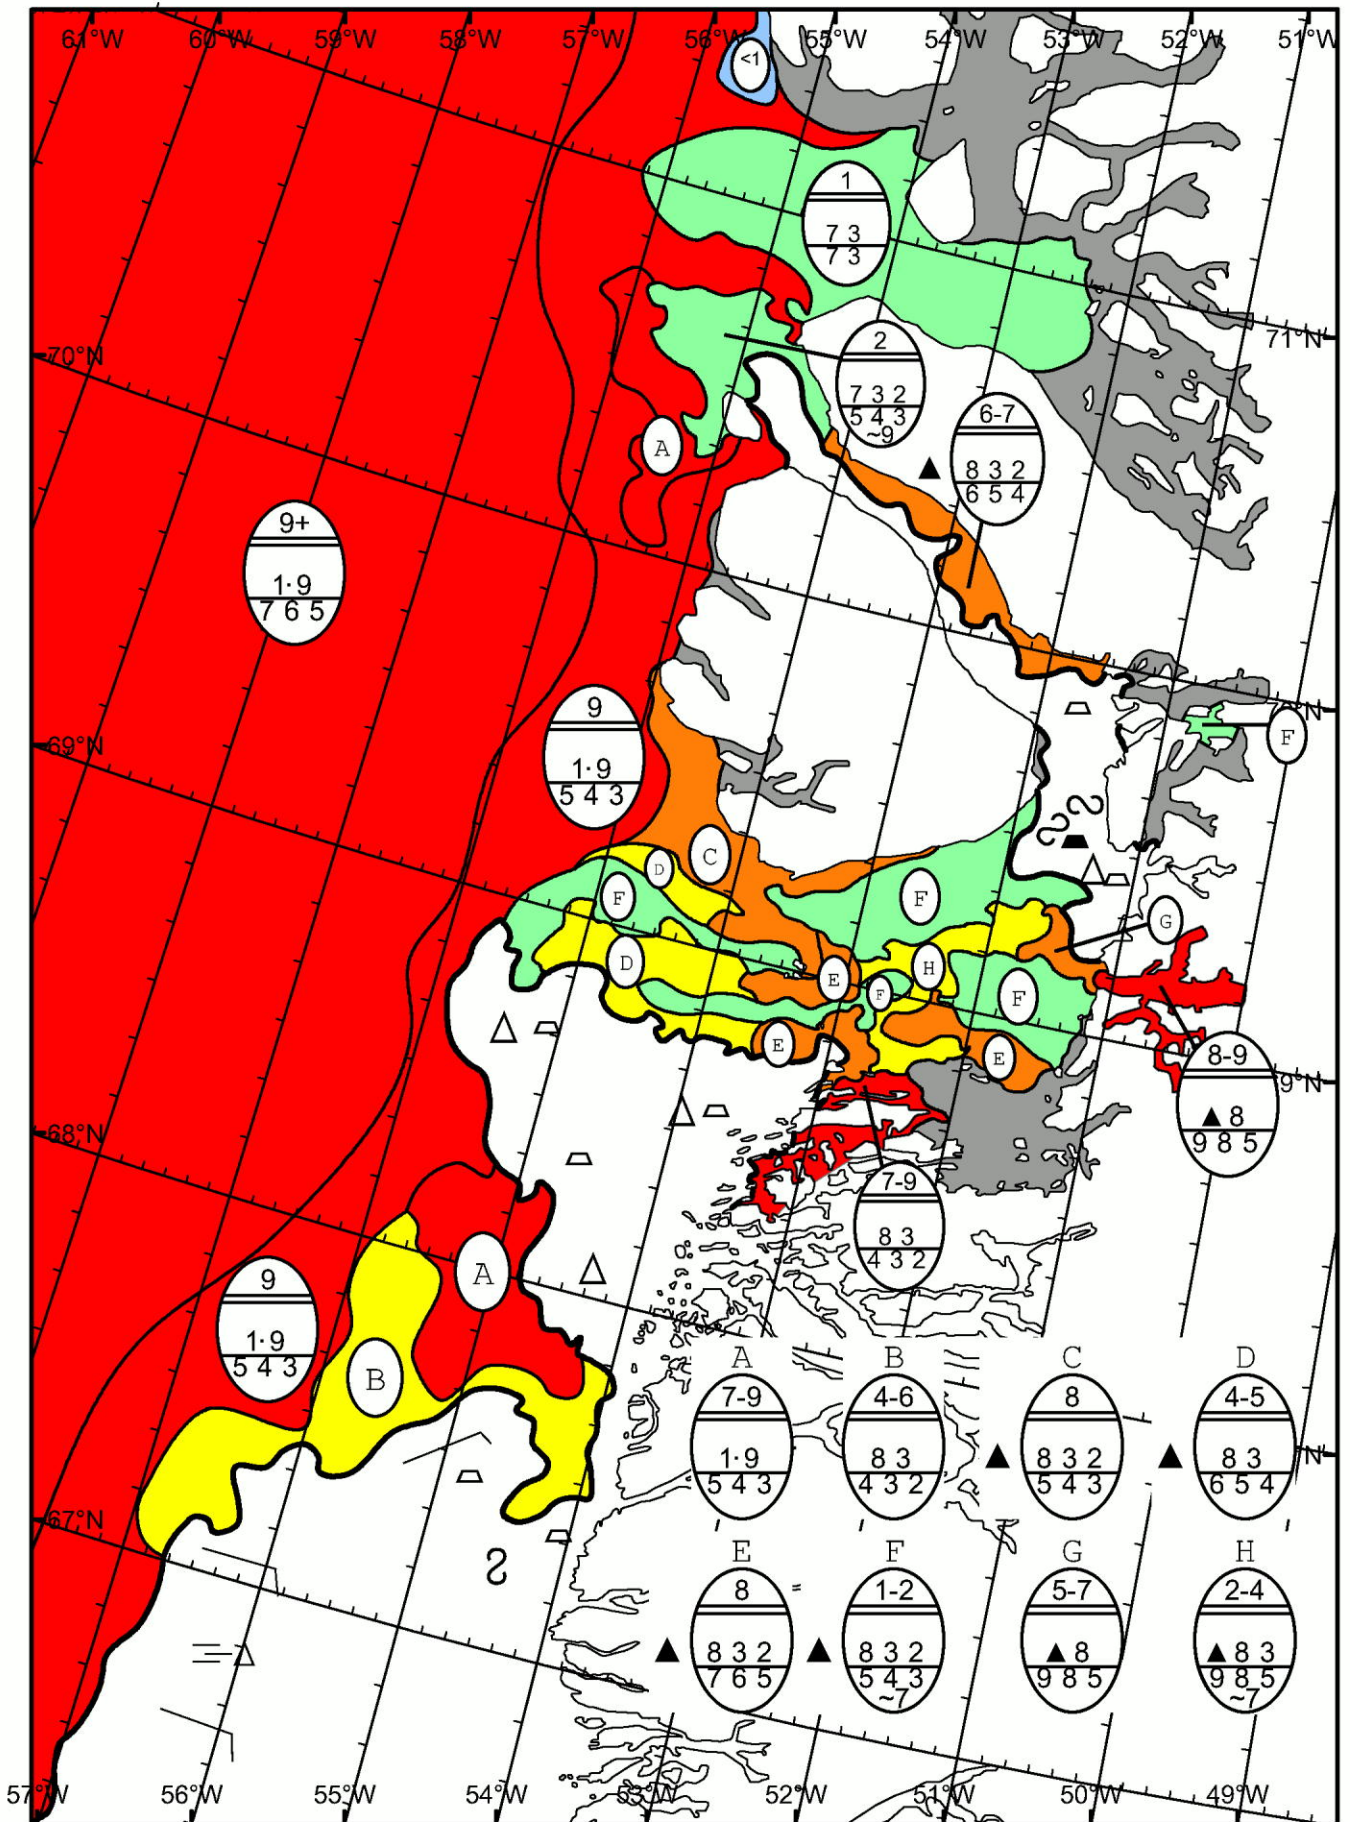 61°W 60°W 59°W 58°W 57°W 56°W 55°W 54°W 53°W 52°W 51°W
<1
1
7 3
7 3
71°N
70°N
2
7 3 2
5 4 3
~9
6-7
▲ 8 3 2
6 5 4
A
9+
1·9
7 6 5
9
1·9
5 4 3
69°N
N
F
C
D
F
F
G
D
H
E
F
F
E
E
8-9
▲ 8
9 8 5
9°N
68°N
7-9
8 3
4 3 2
A
9
1·9
5 4 3
B
A B C D
7-9 4-6 8 4-5
1·9 8 3 ▲ 8 3 2 ▲ 8 3
5 4 3 4 3 2 5 4 3 6 5 4
N
67°N
E F G H
8 1-2 5-7 2-4
▲ 8 3 2 ▲ 8 3 2 ▲ 8 ▲ 8 3
7 6 5 5 4 3 9 8 5 9 8 5
~7 ~7
57°W 56°W 55°W 54°W 53°W 52°W 51°W 50°W 49°W